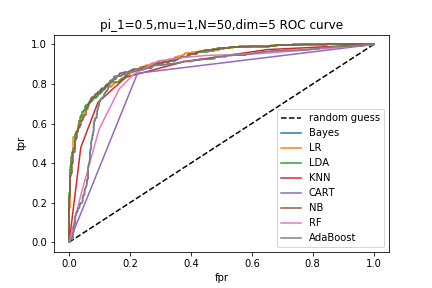 pi_1=0.5,mu=1,N=50,dim=5 ROC curve
1.0
0.8
0.6
0.4
0.2
0.0
tpr
random guess
Bayes
LR
LDA
KNN
CART
NB
RF
AdaBoost
0.0 0.2 0.4 0.6 0.8 1.0
fpr